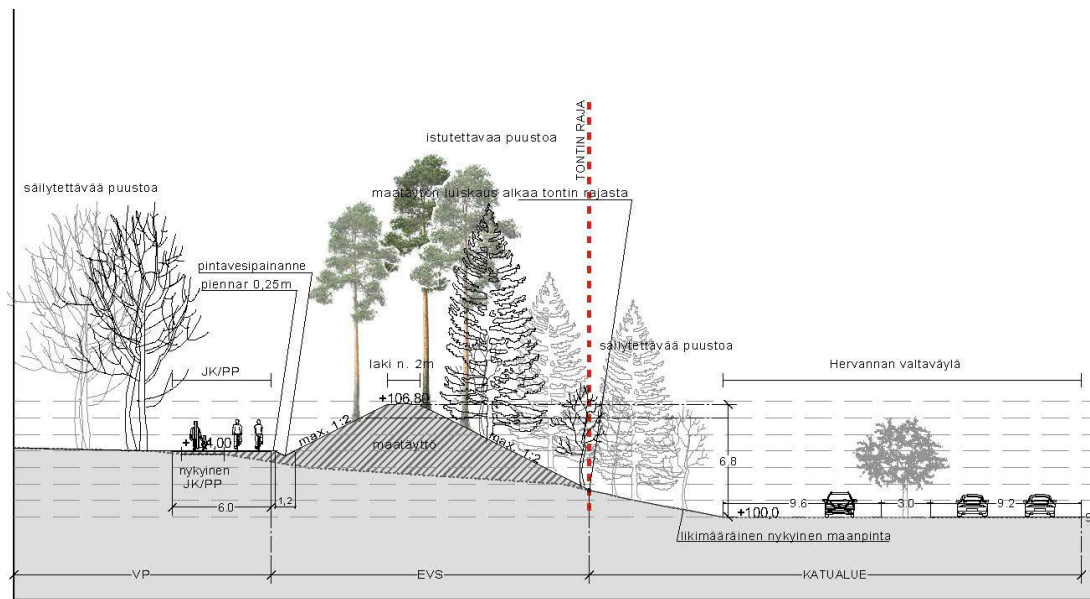 TONTIN RAJA
istutettavaa puustoa
säilytettävää puustoa
maatäytön luiskaus alkaa tontin rajasta
pintavesipainanne
piennar 0,25m
säilytettävää puustoa
JK/PP
laki n. 2m
Hervannan valtaväylä
+106,80
max. 1:2
maatäyttö
max. 1:2
6,8
nykyinen
JK/PP
6.0
1,2
9.6
3.0
9.2
+100,0
likimääräinen nykyinen maanpinta
VP
EVS
KATUALUE